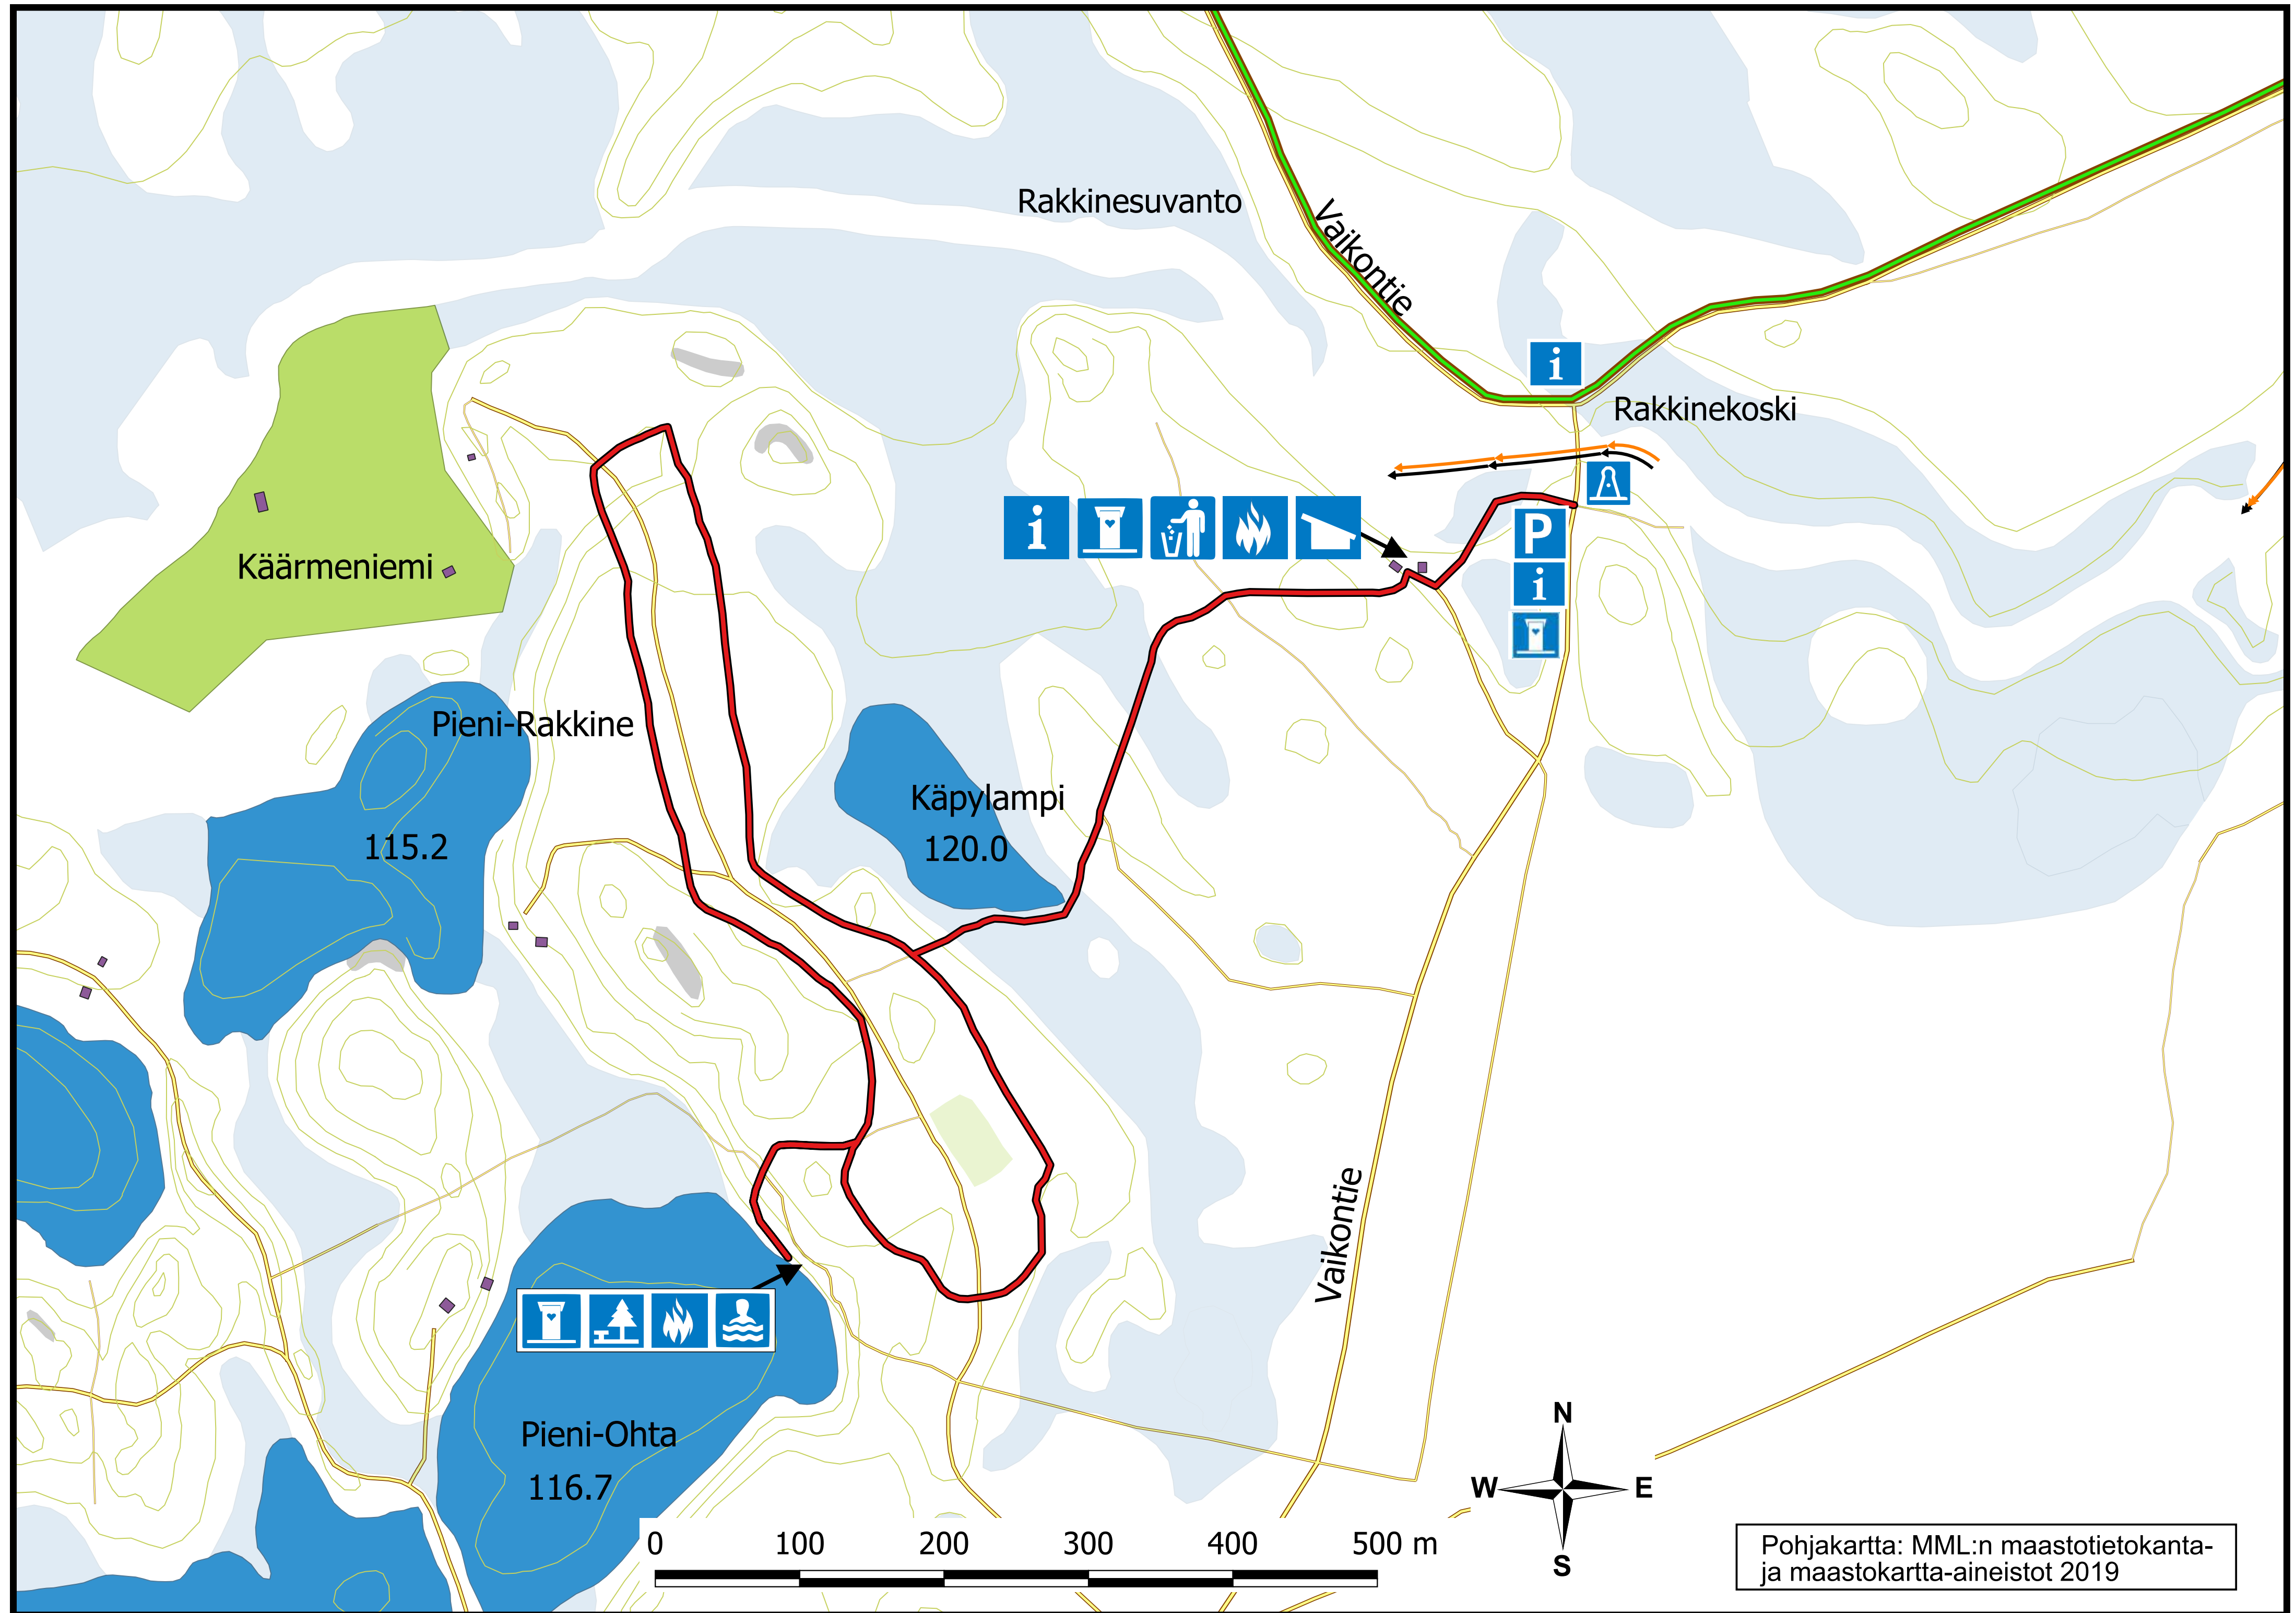 Rakkinesuvanto
Vaikontie
i
Rakkinekoski
i
P
i
Käärmeniemi
Pieni-Rakkine
115.2
Käpylampi
120.0
Vaikontie
Pieni-Ohta
116.7
N
W E
S
0 100 200 300 400 500 m
Pohjakartta: MML:n maastotietokanta-
ja maastokartta-aineistot 2019